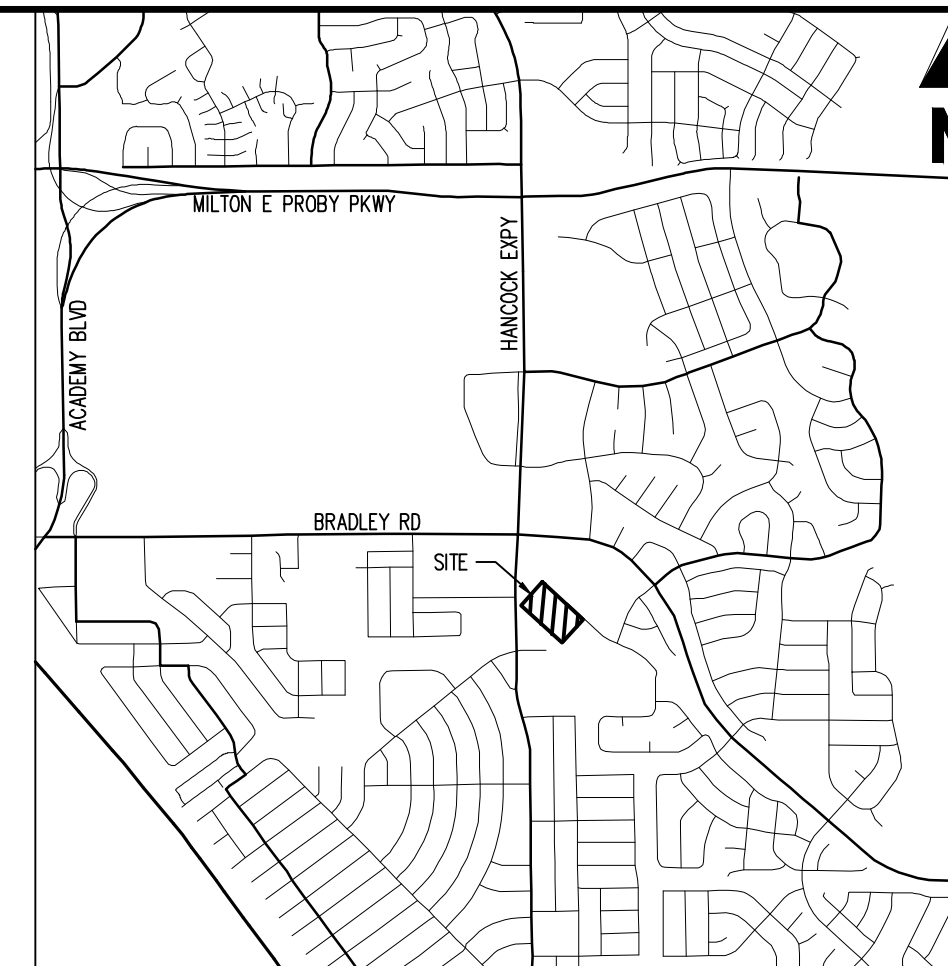 N
MILTON E PROBY PKWY
HANCOCK EXPY
ACADEMY BLVD
BRADLEY RD
SITE